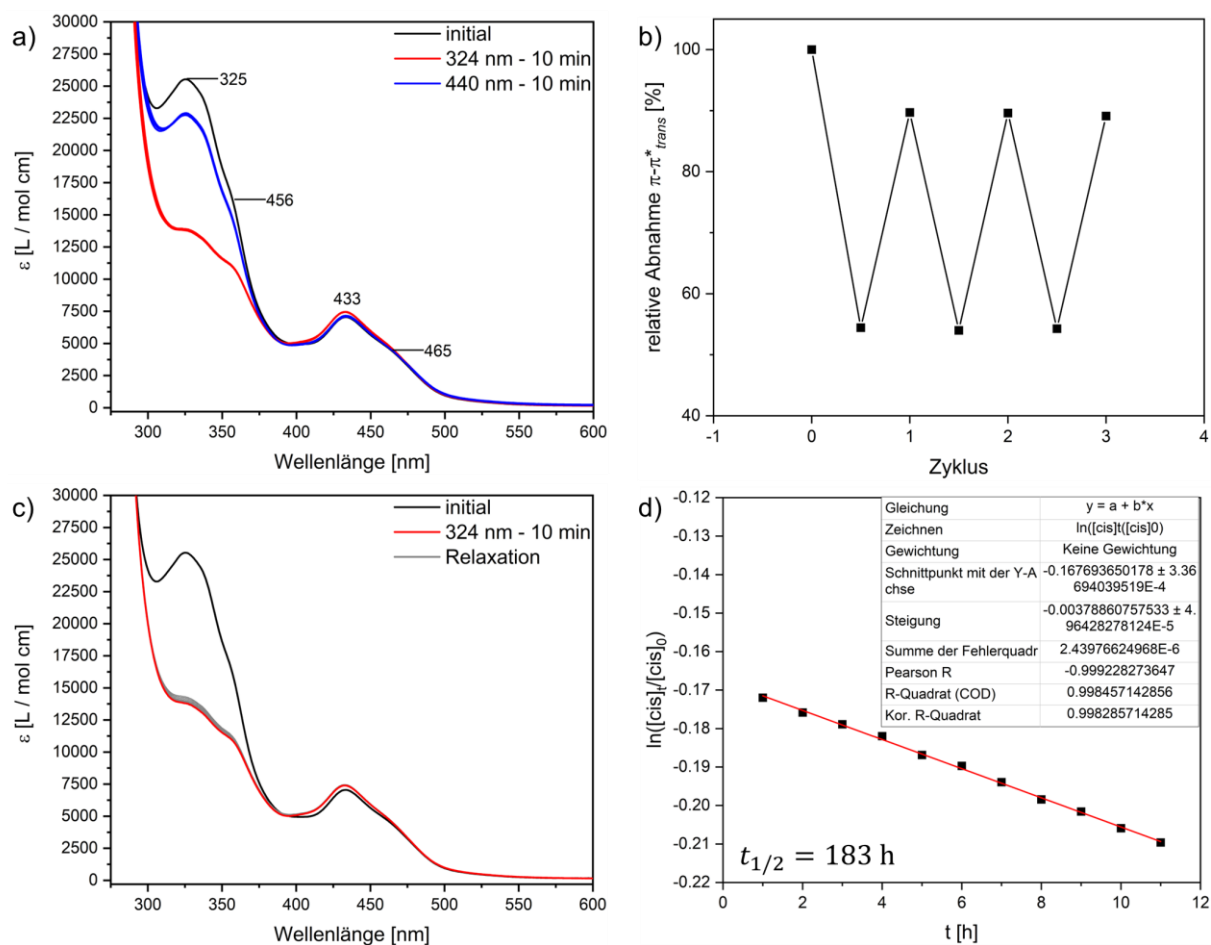 a)
30000
27500
25000
22500
20000
17500
15000
12500
10000
7500
5000
2500
0
ε [L / mol cm]
initial
324 nm - 10 min
440 nm - 10 min
325
456
433
465
300
350
400
450
500
550
600
Wellenlänge [nm]
b)
100
80
60
40
relative Abnahme π-π*trans [%]
-1
0
1
2
3
4
Zyklus
c)
30000
27500
25000
22500
20000
17500
15000
12500
10000
7500
5000
2500
0
ε [L / mol cm]
initial
324 nm - 10 min
Relaxation
300
350
400
450
500
550
600
Wellenlänge [nm]
d)
-0.12
-0.13
-0.14
-0.15
-0.16
-0.17
-0.18
-0.19
-0.20
-0.21
-0.22
ln([cis]t/[cis]0)
Gleichung y = a + b*x
Zeichnen ln([cis]t([cis]0)
Gewichtung Keine Gewichtung
Schnittpunkt mit der Y-A
chse
-0.167693650178 ± 3.36
694039519E-4
Steigung
-0.00378860757533 ± 4.
96428278124E-5
Summe der Fehlerquadr 2.43976624968E-6
Pearson R -0.999228273647
R-Quadrat (COD) 0.998457142856
Kor. R-Quadrat 0.998285714285
t1/2 = 183 h
0
2
4
6
8
10
12
t [h]